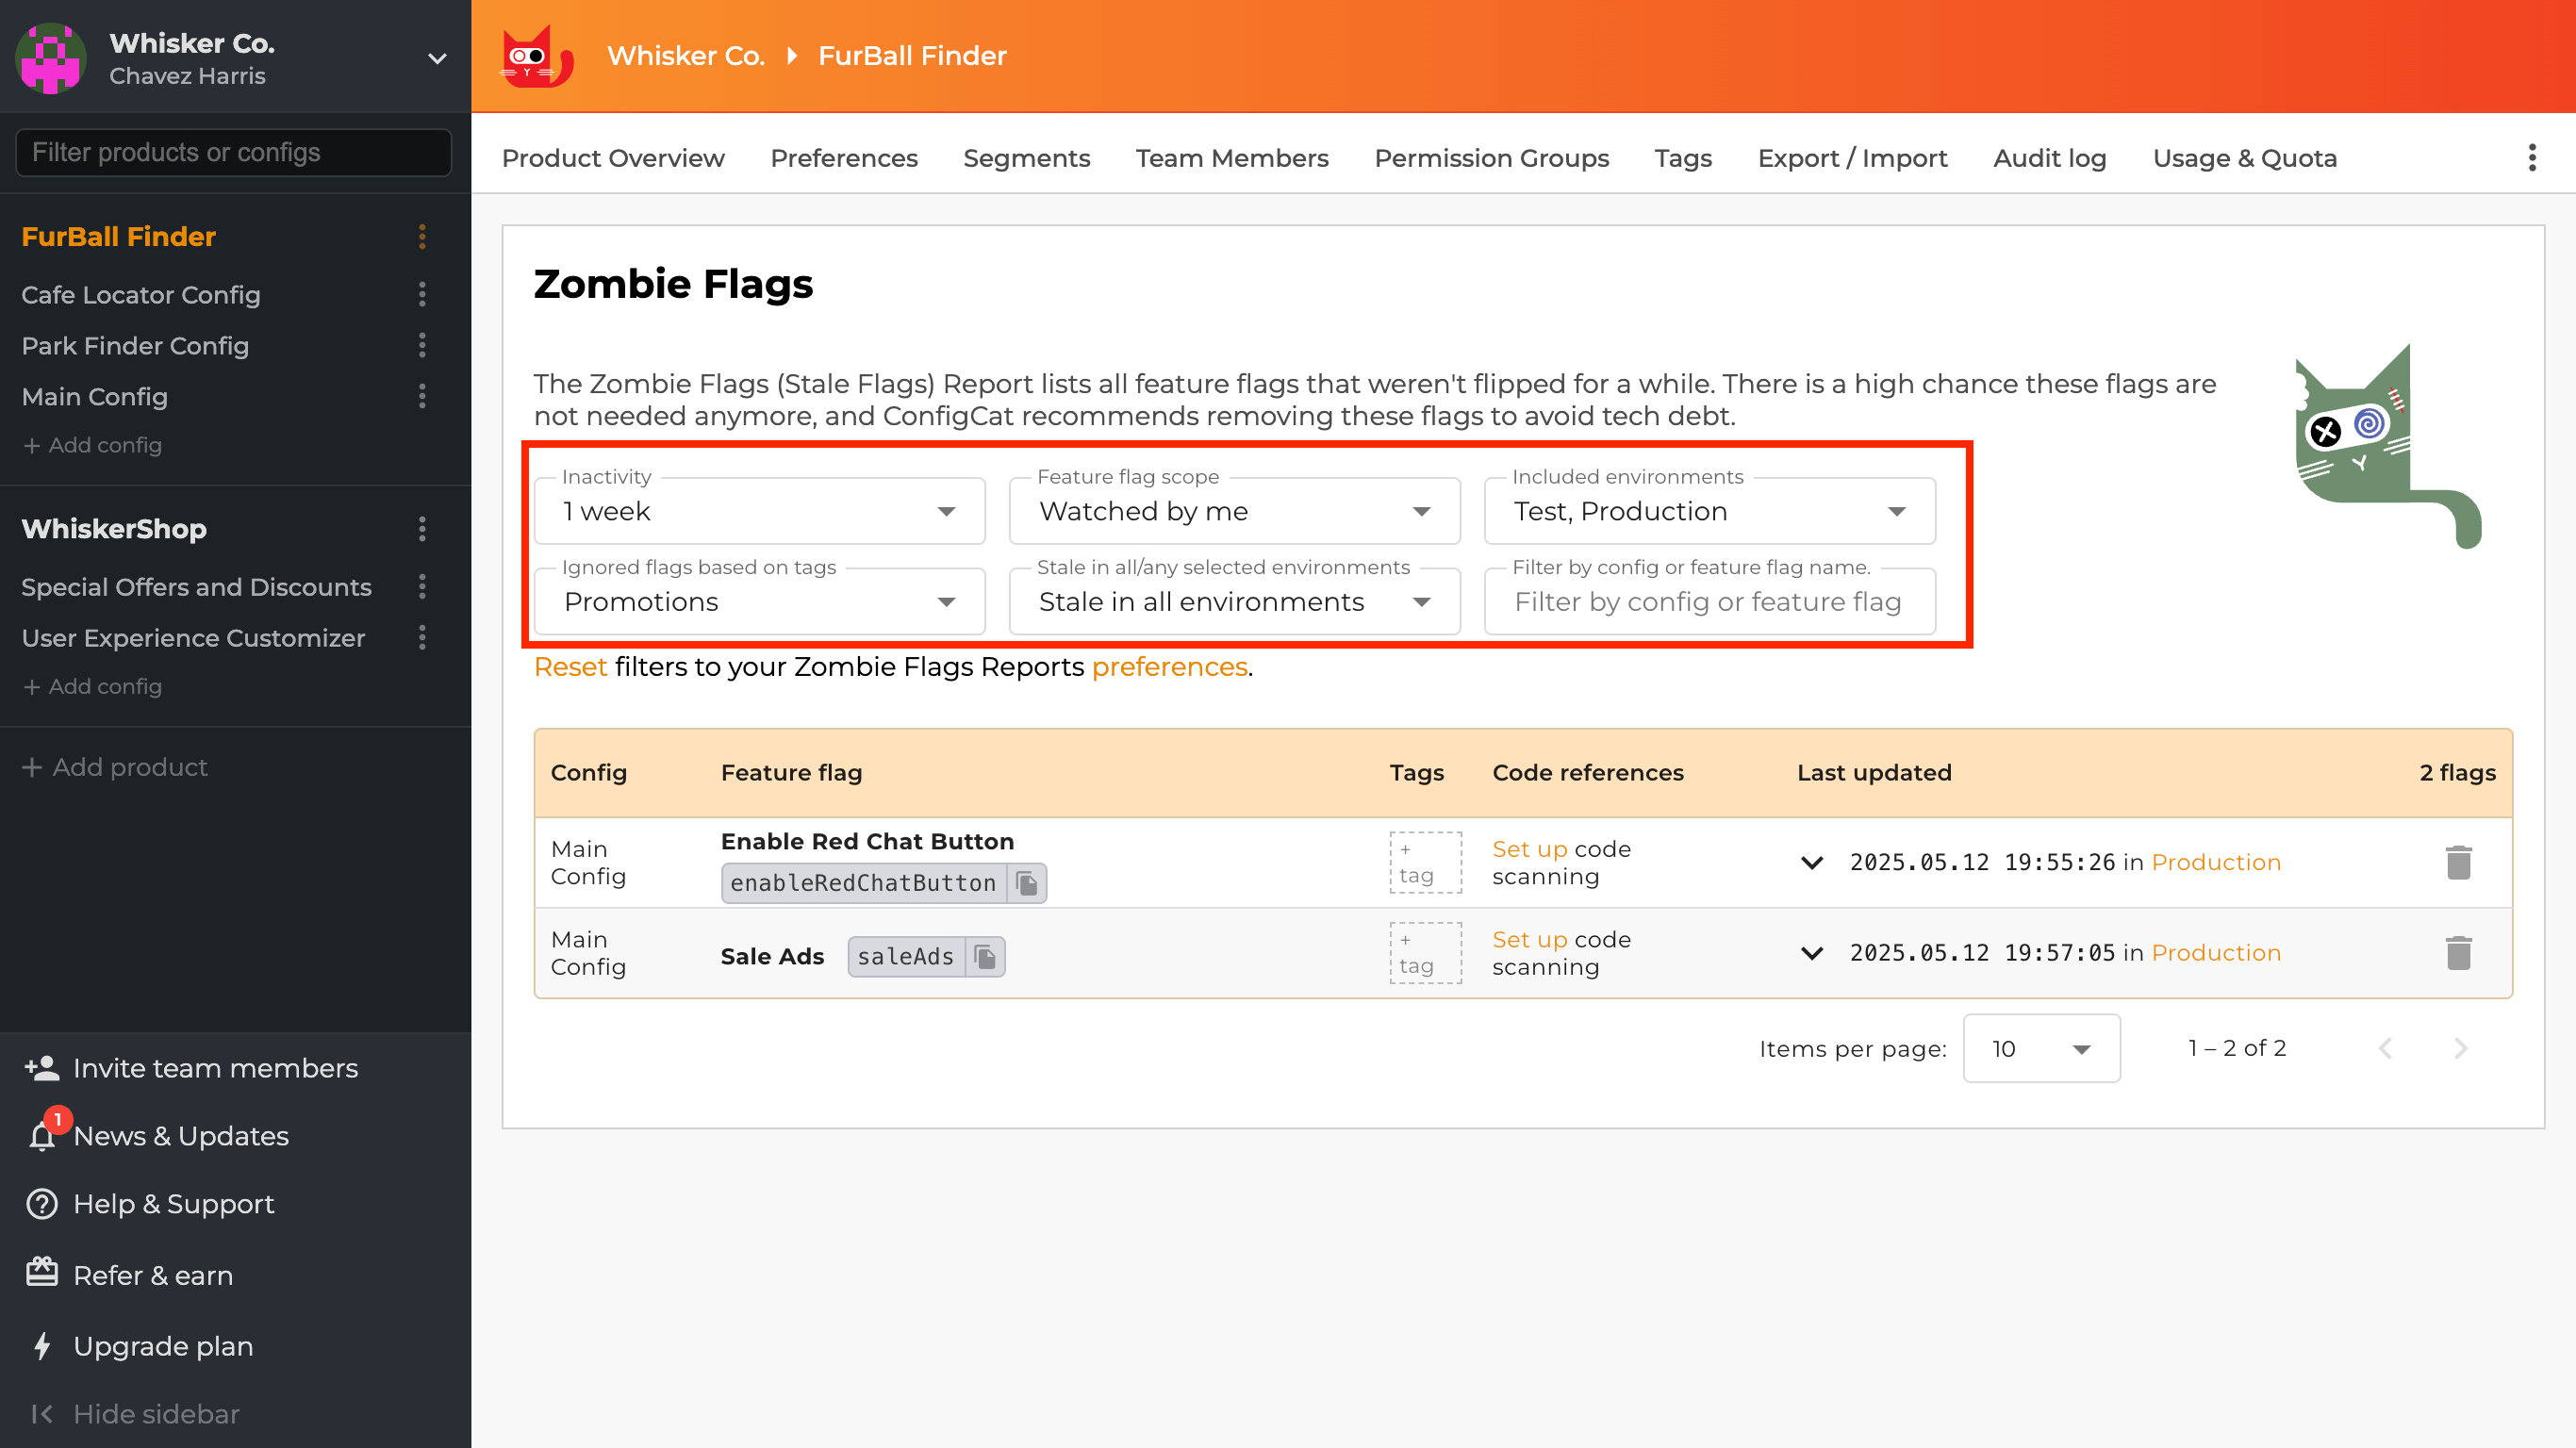 Whisker Co.
Chavez Harris
Filter products or configs
FurBall Finder
Cafe Locator Config
Park Finder Config
Main Config
+ Add config
WhiskerShop
Special Offers and Discounts
User Experience Customizer
+ Add config
+ Add product
Invite team members
1
News & Updates
Help & Support
Refer & earn
Upgrade plan
Hide sidebar
Whisker Co. FurBall Finder
Product Overview Preferences Segments Team Members Permission Groups Tags Export / Import Audit log Usage & Quota
Zombie Flags
The Zombie Flags (Stale Flags) Report lists all feature flags that weren't flipped for a while. There is a high chance these flags are
not needed anymore, and ConfigCat recommends removing these flags to avoid tech debt.
Inactivity Feature flag scope Included environments
1 week Watched by me Test, Production
Ignored flags based on tags Stale in all/any selected environments Filter by config or feature flag name.
Promotions Stale in all environments Filter by config or feature flag
Reset filters to your Zombie Flags Reports preferences.
Config Feature flag Tags Code references Last updated 2 flags
Main
Config
Enable Red Chat Button
enableRedChatButton
+
tag
Set up code
scanning
2025.05.12 19:55:26 in Production
Main
Config
Sale Ads saleAds
+
tag
Set up code
scanning
2025.05.12 19:57:05 in Production
Items per page: 10 1 – 2 of 2